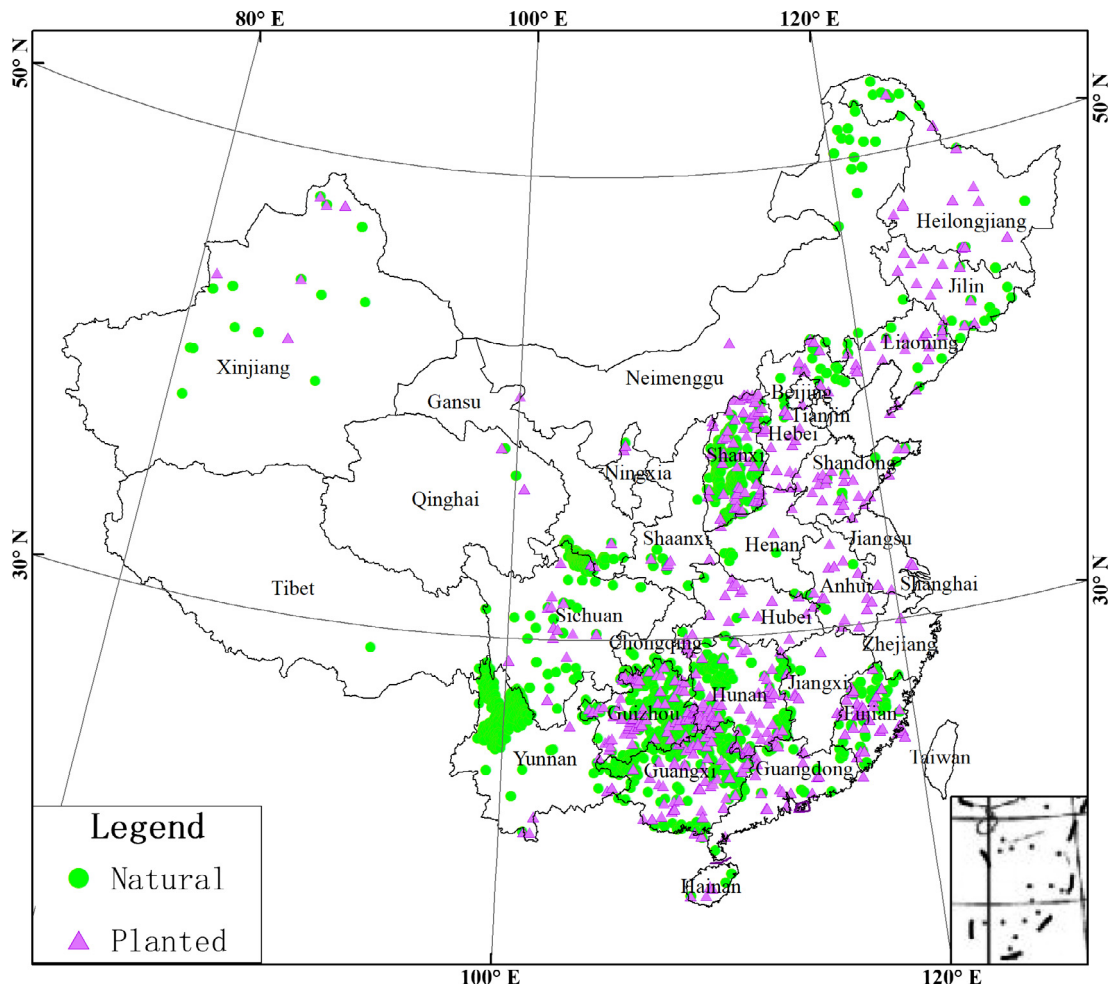 80° E
100° E
120° E
50° N
50° N
Heilongjiang
Jilin
Liaoning
Xinjiang
Neimenggu
Gansu
Beijing
Tianjin
Hebei
Shanxi
Shandong
Ningxia
Qinghai
Shaanxi
Henan
Jiangsu
30° N
30° N
Tibet
Anhui
Shanghai
Sichuan
Hubei
Chongqing
Zhejiang
Hunan
Jiangxi
Guizhou
Fujian
Yunnan
Guangxi
Guangdong
Taiwan
Hainan
Legend
Natural
Planted
100° E
120° E